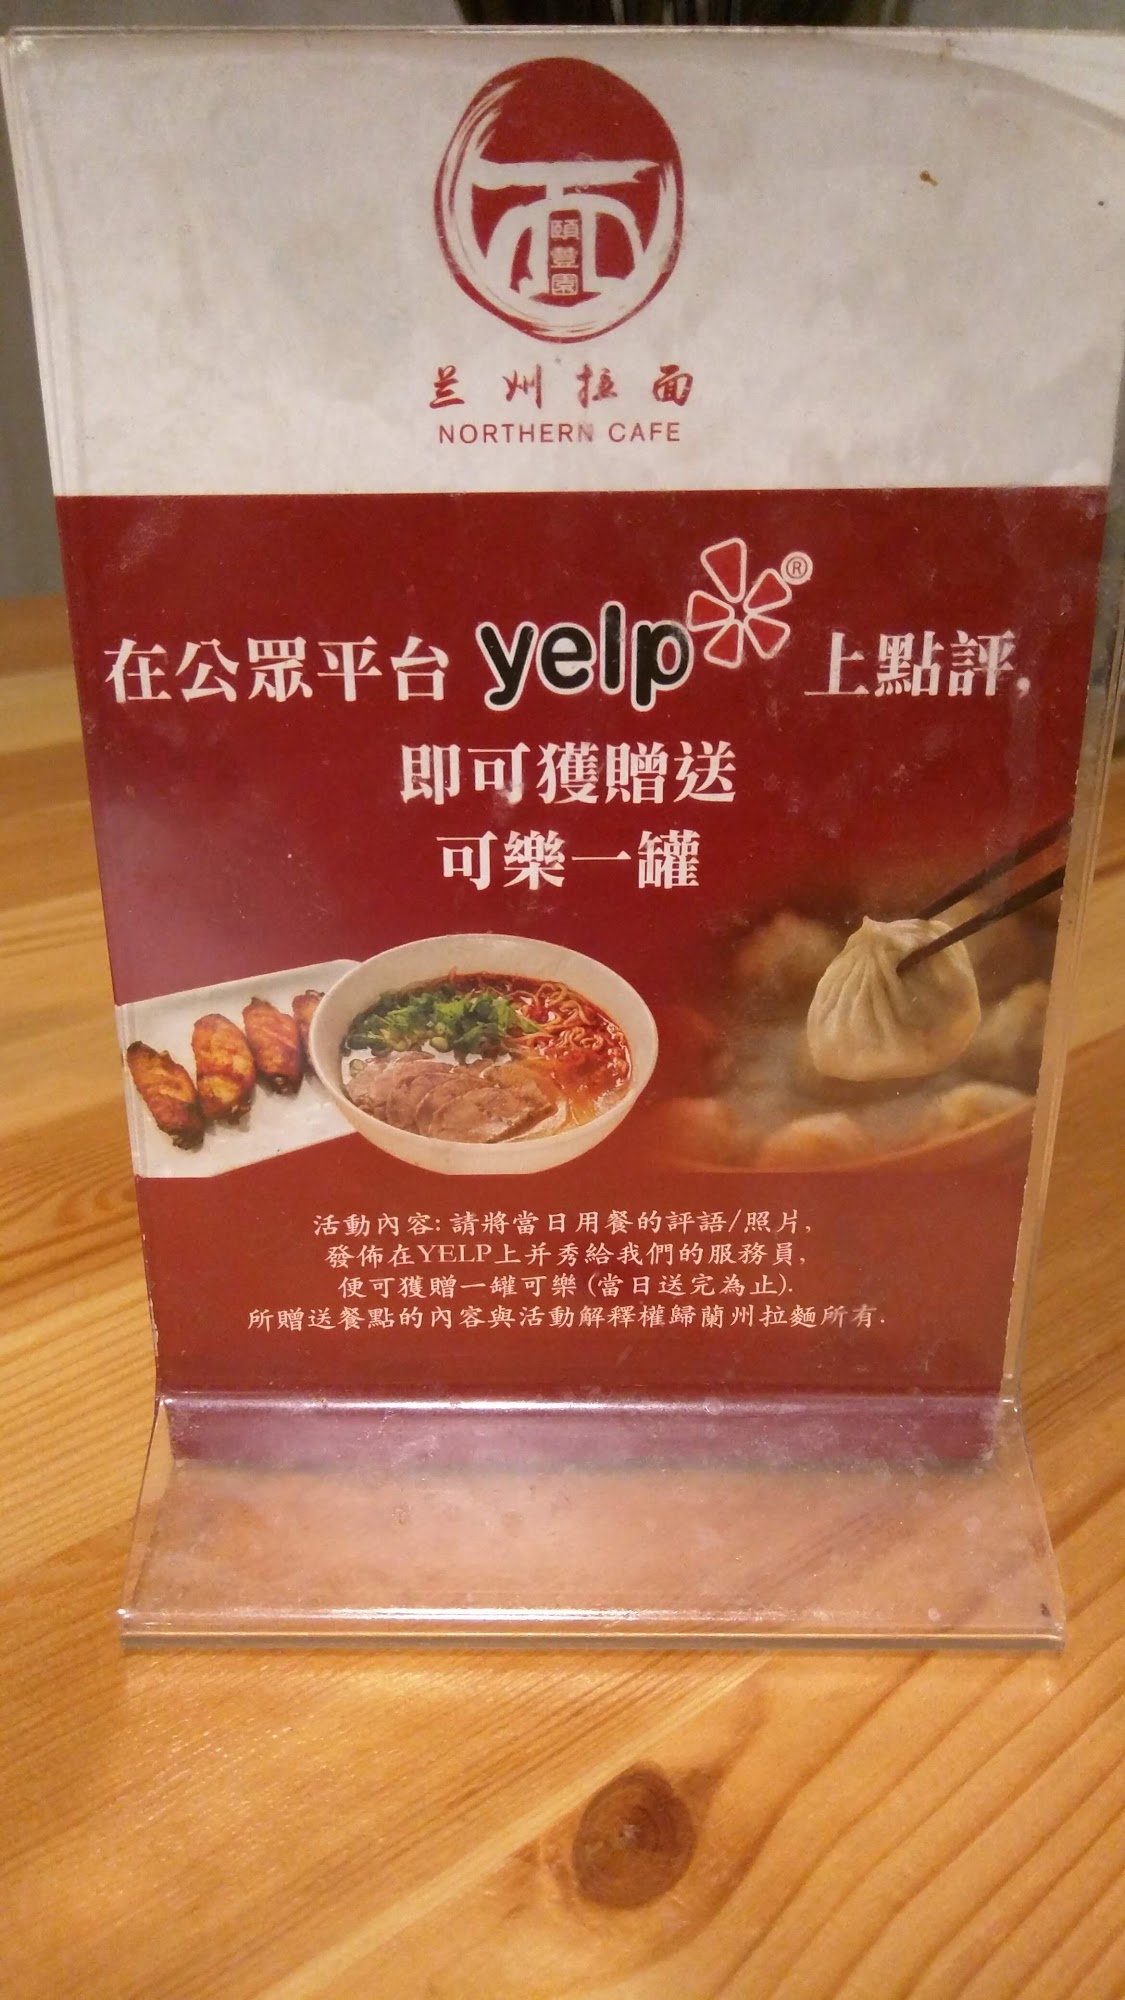 頤豐園
兰州拉面
NORTHERN CAFE
在公眾平台 yelp® 上點評,
即可獲贈送
可樂一罐
活動內容: 請將當日用餐的評語/照片,
發佈在YELP上并秀給我們的服務員,
便可獲贈一罐可樂 (當日送完為止).
所贈送餐點的內容與活動解釋權歸蘭州拉麵所有.